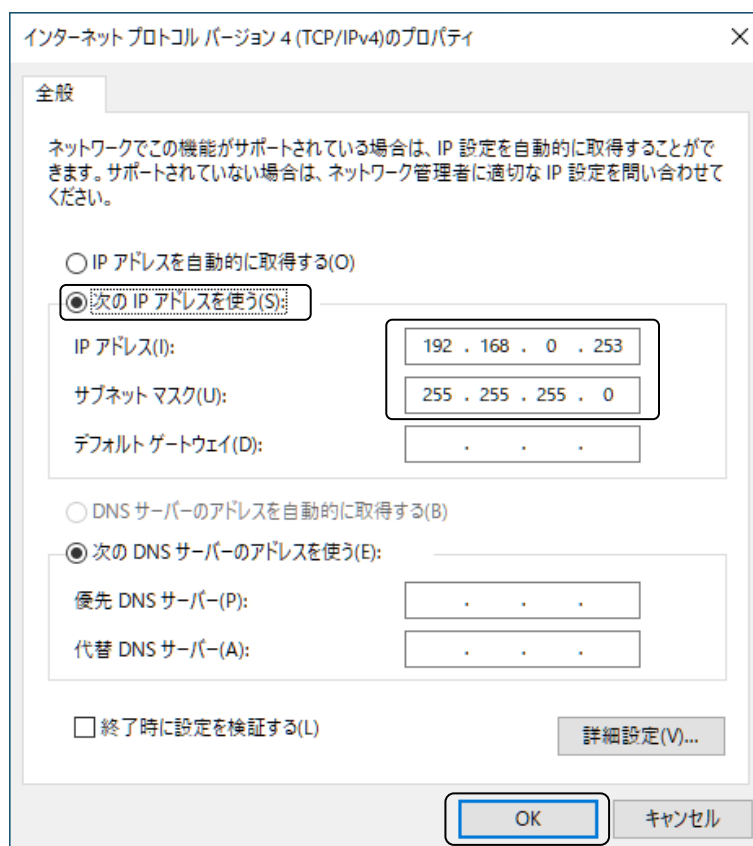 インターネット プロトコル バージョン 4 (TCP/IPv4)のプロパティ
全般
ネットワークでこの機能がサポートされている場合は、IP 設定を自動的に取得することがで
きます。サポートされていない場合は、ネットワーク管理者に適切な IP 設定を問い合わせて
ください。
IP アドレスを自動的に取得する(O)
次の IP アドレスを使う(S):
IP アドレス(I): 192 . 168 . 0 . 253
サブネット マスク(U): 255 . 255 . 255 . 0
デフォルト ゲートウェイ(D): . . .
DNS サーバーのアドレスを自動的に取得する(B)
次の DNS サーバーのアドレスを使う(E):
優先 DNS サーバー(P): . . .
代替 DNS サーバー(A): . . .
終了時に設定を検証する(L)
詳細設定(V)...
OK キャンセル